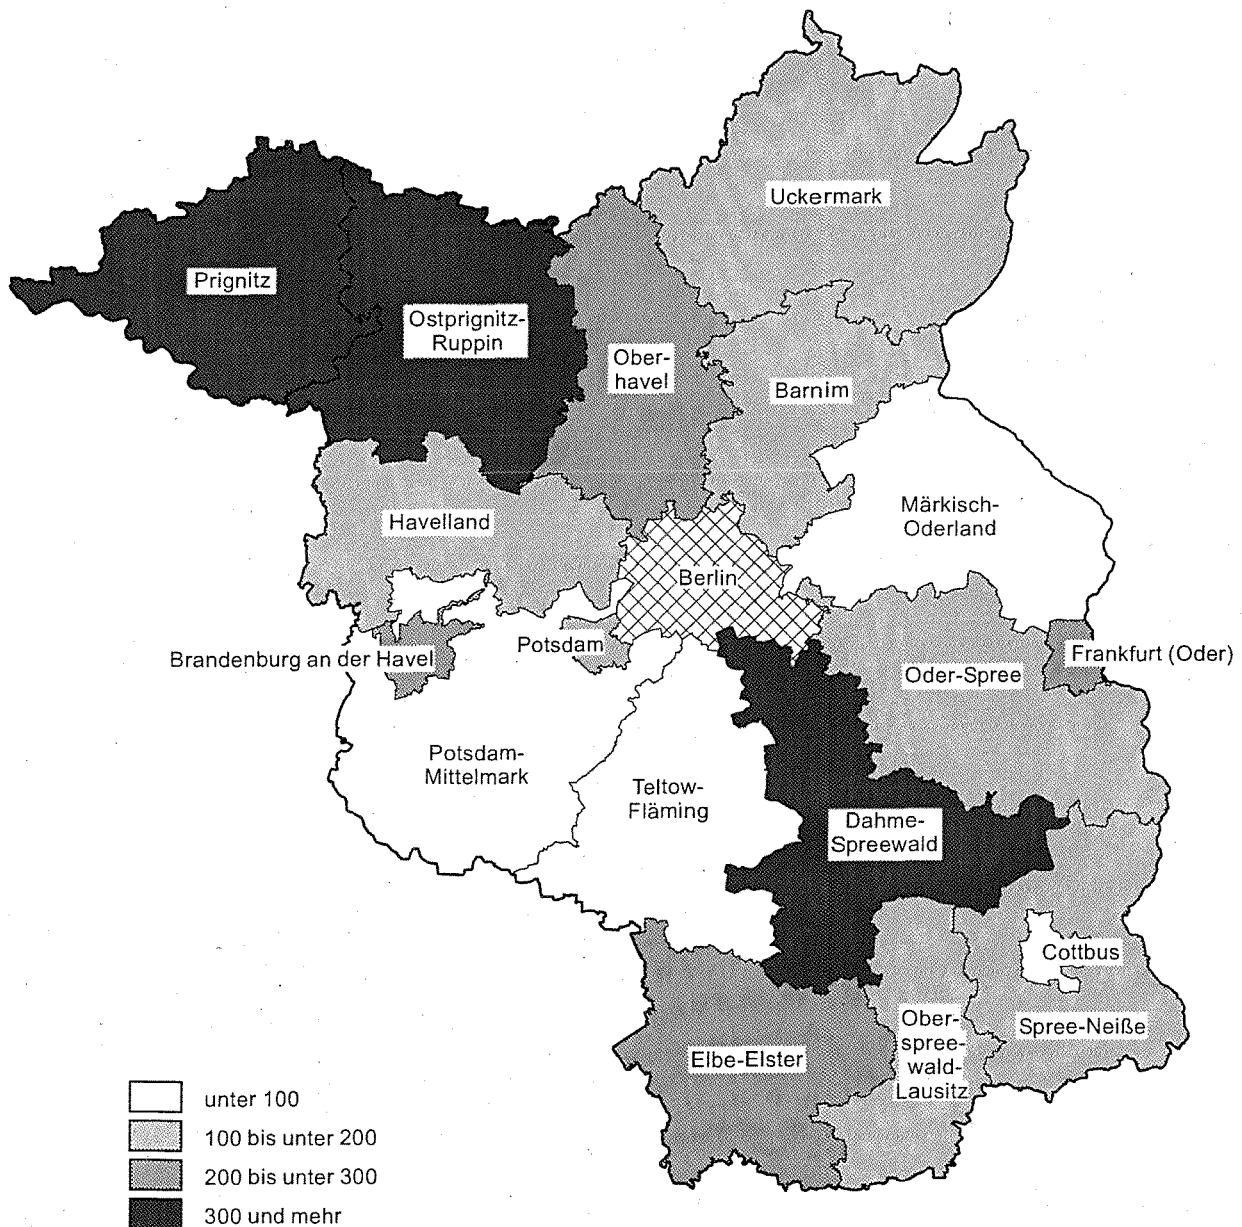 Uckermark
Prignitz
Ostprignitz-
Ruppin
Ober-
havel
Barnim
Havelland
Märkisch-
Oderland
Berlin
Brandenburg an der Havel
Potsdam
Oder-Spree
Frankfurt (Oder)
Potsdam-
Mittelmark
Teltow-
Fläming
Dahme-
Spreewald
Cottbus
Spree-Neiße
Elbe-Elster
Ober-
spree-
wald-
Lausitz
unter 100
100 bis unter 200
200 bis unter 300
300 und mehr